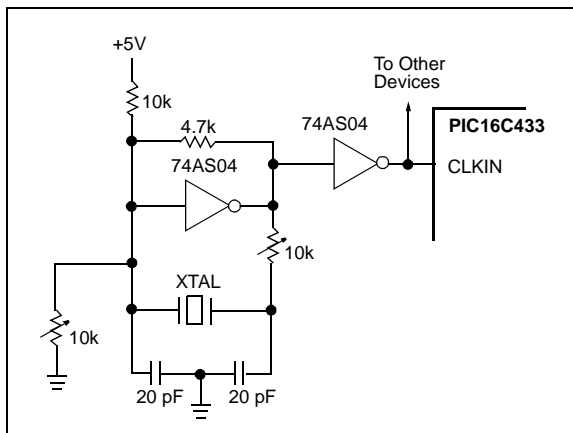 +5V
To Other
Devices
10k
4.7k
74AS04
PIC16C433
74AS04
CLKIN
10k
XTAL
10k
20 pF
20 pF